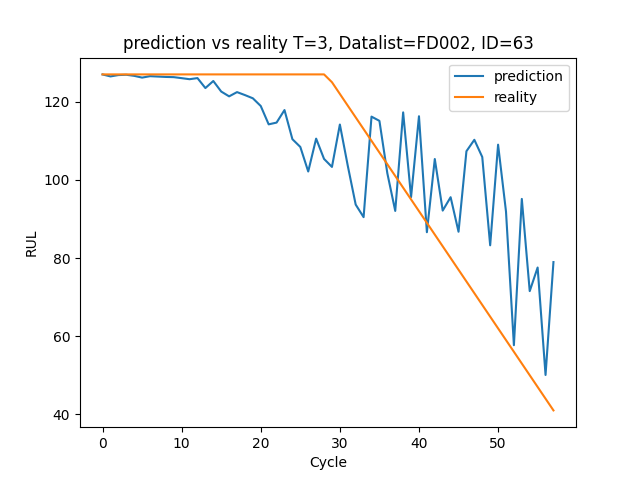 prediction vs reality T=3, Datalist=FD002, ID=63
prediction
reality
RUL
120
100
80
60
40
0 10 20 30 40 50
Cycle